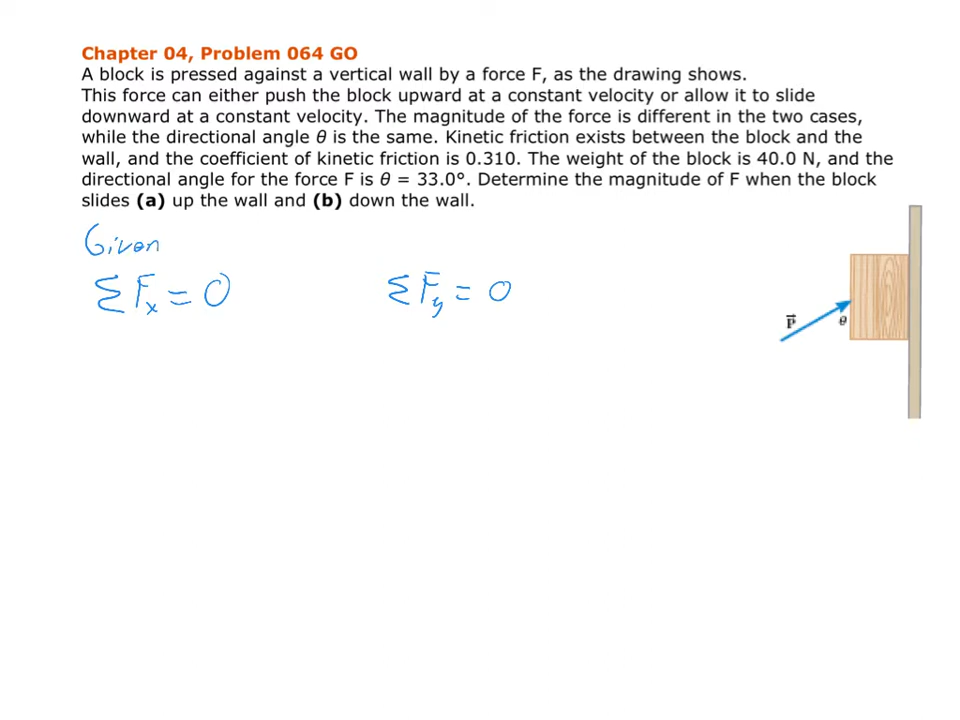 Chapter 04, Problem 064 GO
A block is pressed against a vertical wall by a force F, as the drawing shows.
This force can either push the block upward at a constant velocity or allow it to slide
downward at a constant velocity. The magnitude of the force is different in the two cases,
while the directional angle θ is the same. Kinetic friction exists between the block and the
wall, and the coefficient of kinetic friction is 0.310. The weight of the block is 40.0 N, and the
directional angle for the force F is θ = 33.0°. Determine the magnitude of F when the block
slides (a) up the wall and (b) down the wall.
Given
ΣFx = 0
ΣFy = 0
P⃗
θ